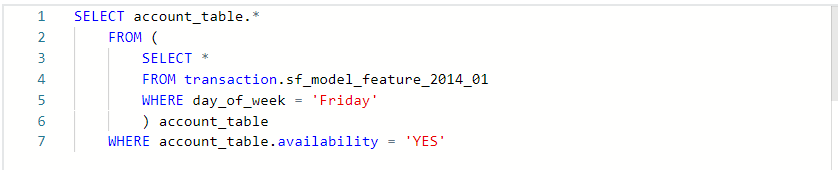 1 SELECT account_table.*
2 FROM (
3 SELECT *
4 FROM transaction.sf_model_feature_2014_01
5 WHERE day_of_week = 'Friday'
6 ) account_table
7 WHERE account_table.availability = 'YES'